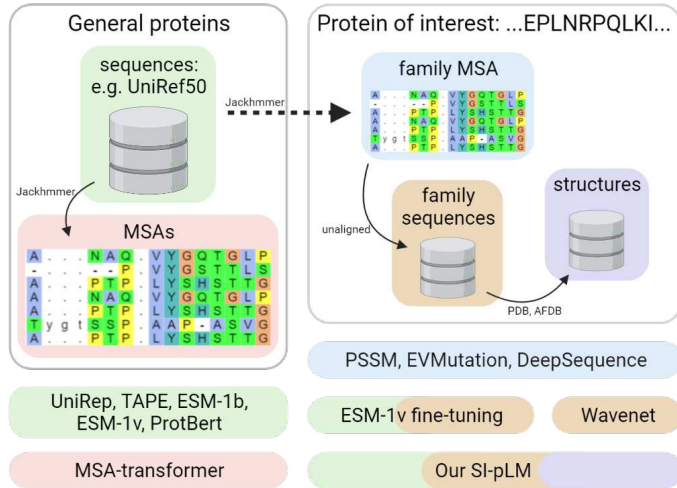 General proteins
sequences:
e.g. UniRef50
Jackhmmer
MSAs
A . . . N A Q . V Y G Q T G L P
- . . . - - P . V Y G S T T L S
A . . . P T P . L Y S H S T T G
A . . . N A Q . V Y G Q T G L P
A . . . P T P . L Y S H S T T G
T y g t S S P . A A P - A S V G
A . . . P T P . L Y S H S T T G
Jackhmmer
Protein of interest: ...EPLNRPQLKI...
family MSA
A . . . N A Q . V Y G Q T G L P
- . . . - - P . V Y G S T T L S
A . . . P T P . L Y S H S T T G
A . . . N A Q . V Y G Q T G L P
A . . . P T P . L Y S H S T T G
T y g t S S P . A A P - A S V G
A . . . P T P . L Y S H S T T G
unaligned
family
sequences
structures
PDB, AFDB
PSSM, EVMutation, DeepSequence
UniRep, TAPE, ESM-1b,
ESM-1v, ProtBert
ESM-1v fine-tuning
Wavenet
MSA-transformer
Our SI-pLM